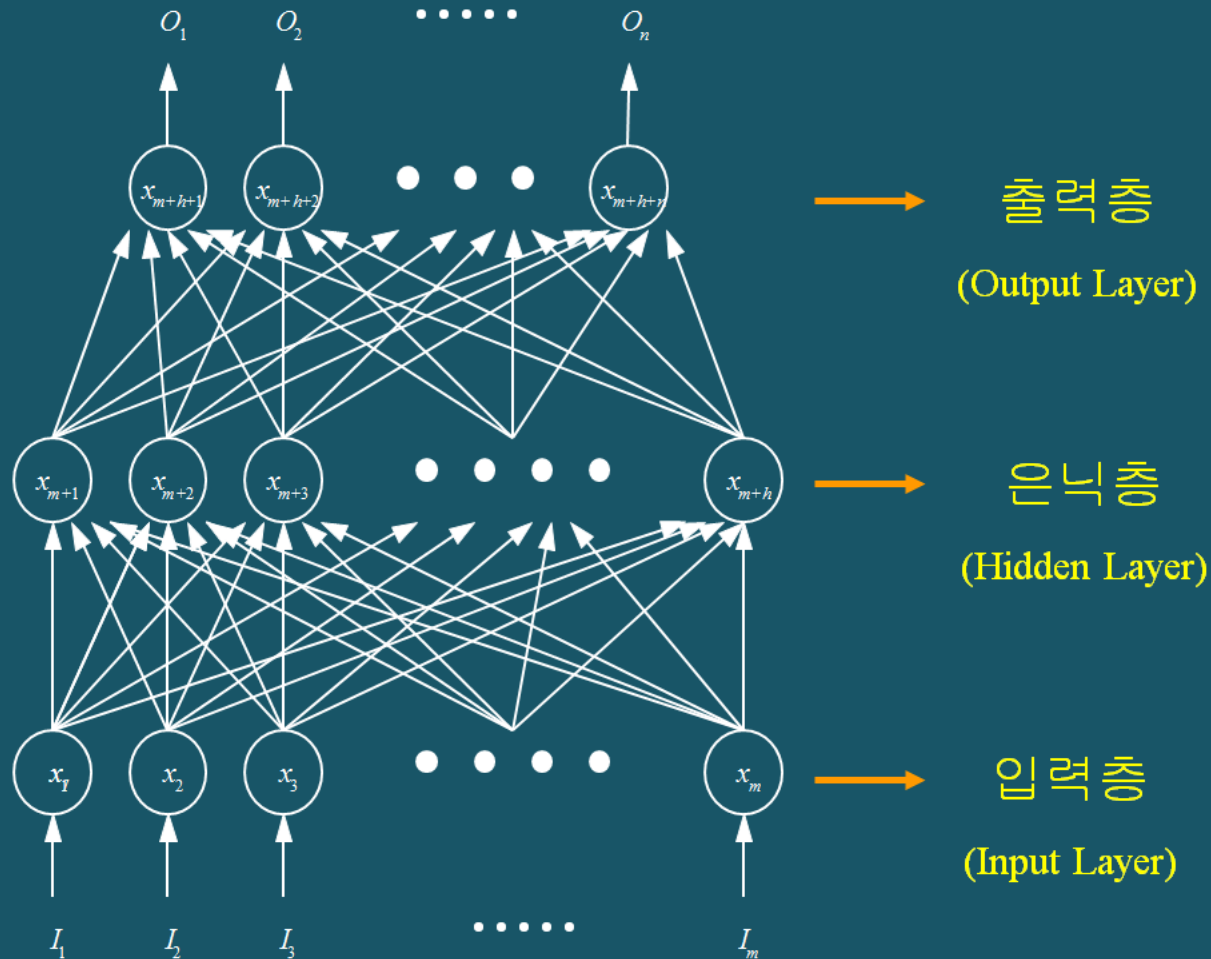 O₁ O₂ ····· Oₙ
xₘ₊ₕ₊₁ xₘ₊ₕ₊₂ ••• xₘ₊ₕ₊ₙ
출력층
(Output Layer)
xₘ₊₁ xₘ₊₂ xₘ₊₃ •••• xₘ₊ₕ
은닉층
(Hidden Layer)
x₁ x₂ x₃ •••• xₘ
입력층
(Input Layer)
I₁ I₂ I₃ ····· Iₘ